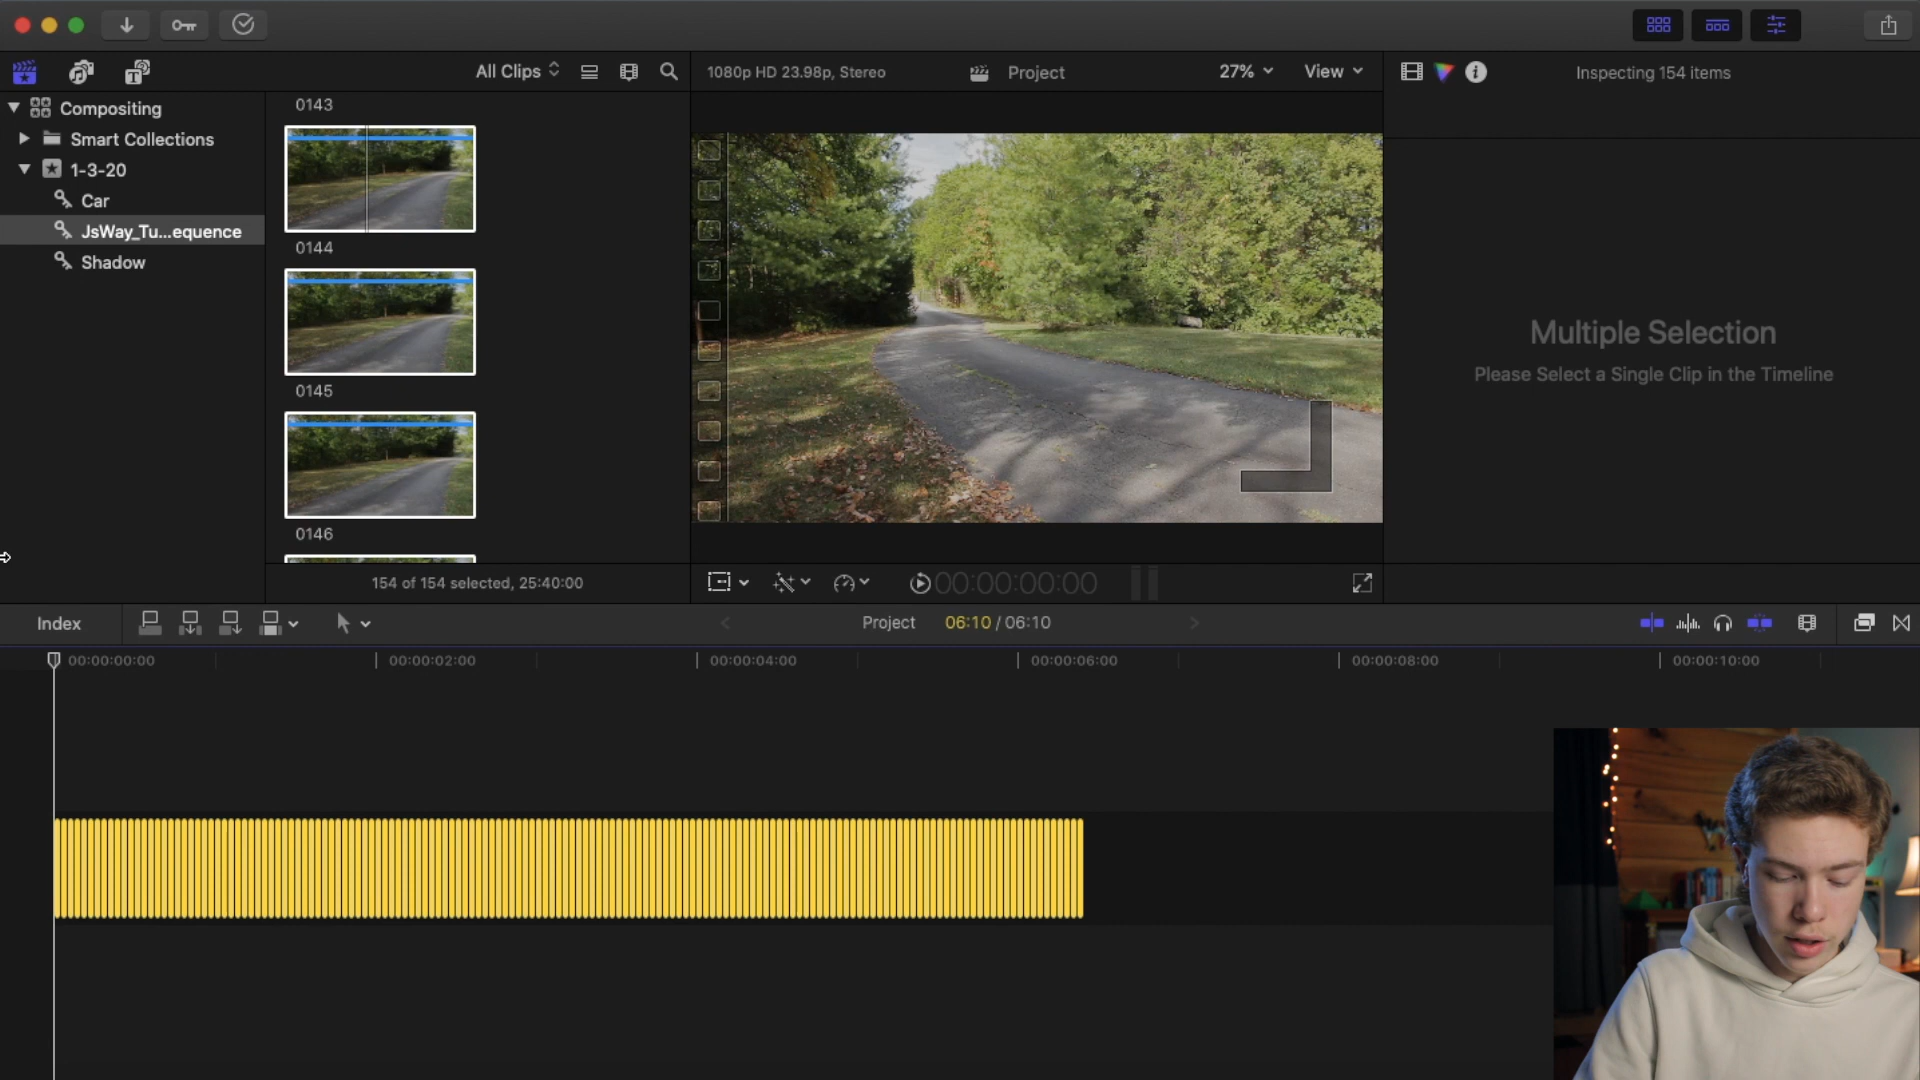 All Clips
1080p HD 23.98p, Stereo
Project
27%
View
Inspecting 154 items
Compositing
Smart Collections
1-3-20
Car
JsWay_Tu...equence
Shadow
0143
0144
0145
0146
154 of 154 selected, 25:40:00
Multiple Selection
Please Select a Single Clip in the Timeline
00:00:00:00
Index
Project
06:10 / 06:10
00:00:00:00
00:00:02:00
00:00:04:00
00:00:06:00
00:00:08:00
00:00:10:00